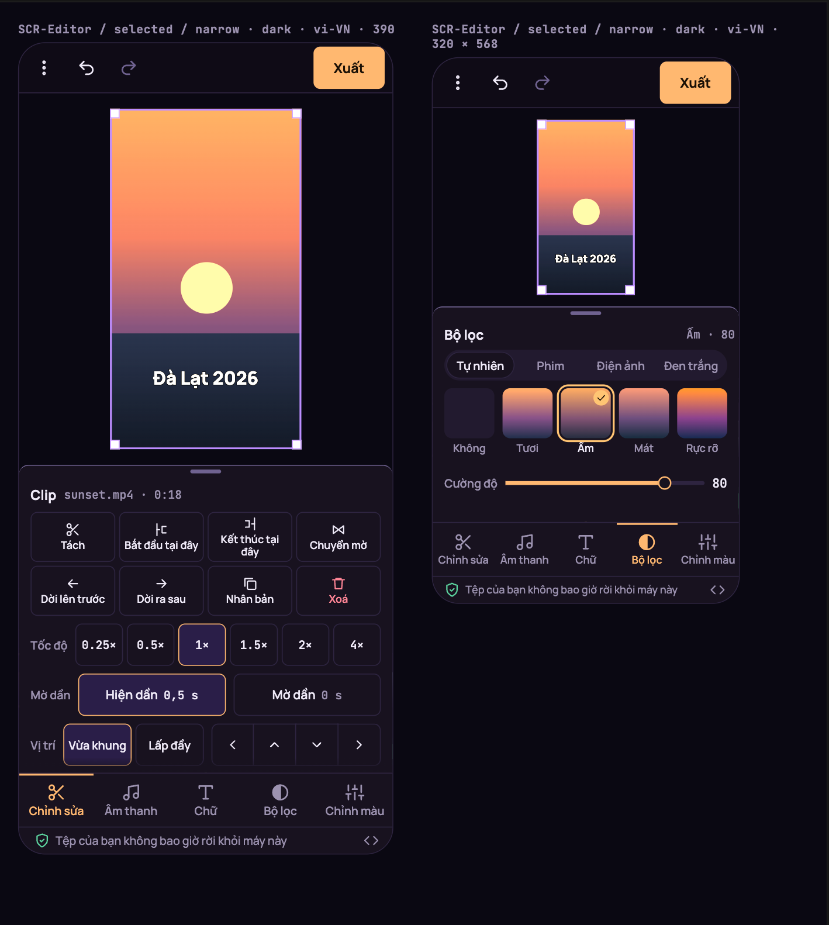 SCR-Editor / selected / narrow · dark · vi-VN · 390
Xuất
Đà Lạt 2026
Clip sunset.mp4 · 0:18
Tách
Bắt đầu tại đây
Kết thúc tại
đây
Chuyển mờ
Dời lên trước
Dời ra sau
Nhân bản
Xoá
Tốc độ 0.25× 0.5× 1× 1.5× 2× 4×
Mờ dần Hiện dần 0,5 s Mờ dần 0 s
Vị trí Vừa khung Lấp đầy
Chỉnh sửa Âm thanh Chữ Bộ lọc Chỉnh màu
Tệp của bạn không bao giờ rời khỏi máy này
SCR-Editor / selected / narrow · dark · vi-VN ·
320 × 568
Xuất
Đà Lạt 2026
Bộ lọc Ấm · 80
Tự nhiên Phim Điện ảnh Đen trắng
Không Tươi Ấm Mát Rực rỡ
Cường độ 80
Chỉnh sửa Âm thanh Chữ Bộ lọc Chỉnh màu
Tệp của bạn không bao giờ rời khỏi máy này